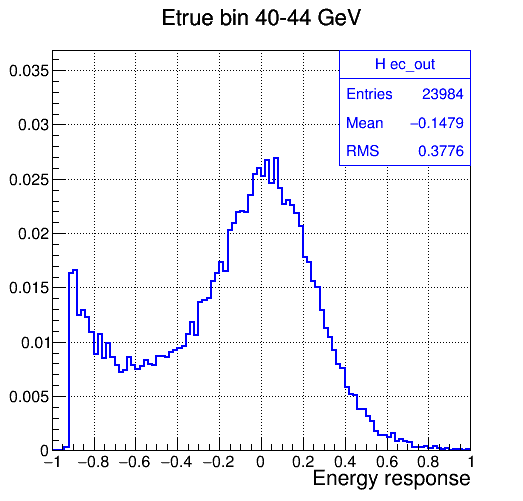 Etrue bin 40-44 GeV
H ec_out
Entries 23984
Mean −0.1479
RMS 0.3776
0.035
0.03
0.025
0.02
0.015
0.01
0.005
0
−1 −0.8 −0.6 −0.4 −0.2 0 0.2 0.4 0.6 0.8 1
Energy response